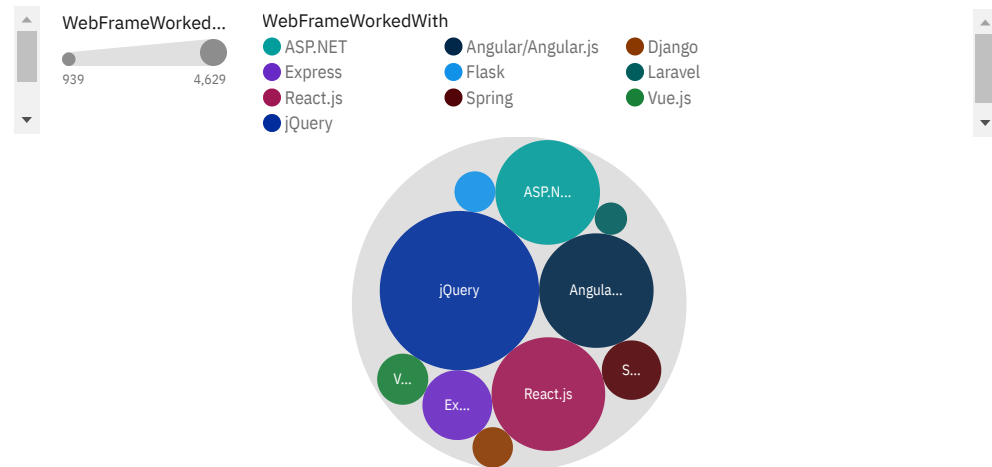 WebFrameWorked...
939 4,629
WebFrameWorkedWith
ASP.NET Angular/Angular.js Django
Express Flask Laravel
React.js Spring Vue.js
jQuery
ASP.N...
jQuery Angula...
V... S...
Ex... React.js